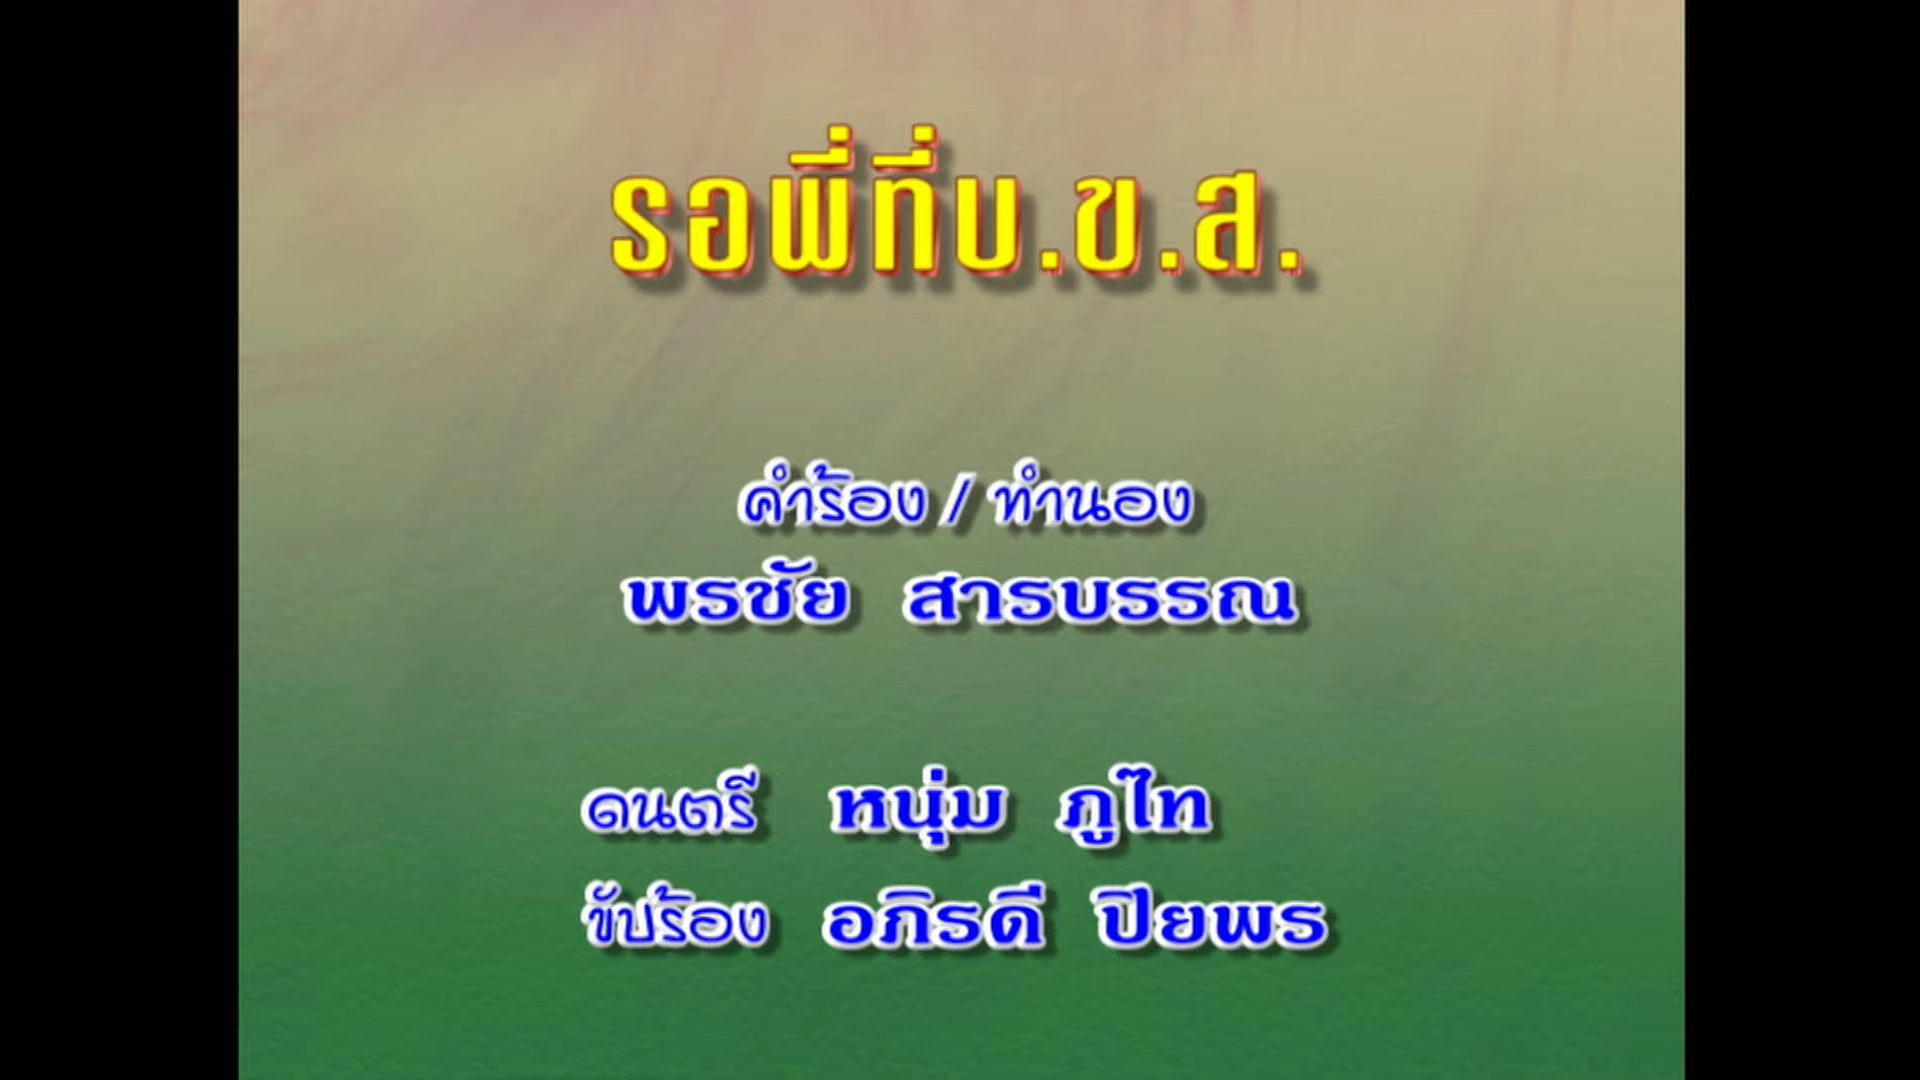 รอพี่ที่บ.ข.ส.
คำร้อง / ทำนอง
พรชัย สารบรรณ
ดนตรี หนุ่ม ภูไท
ขับร้อง อภิรดี ปิยพร